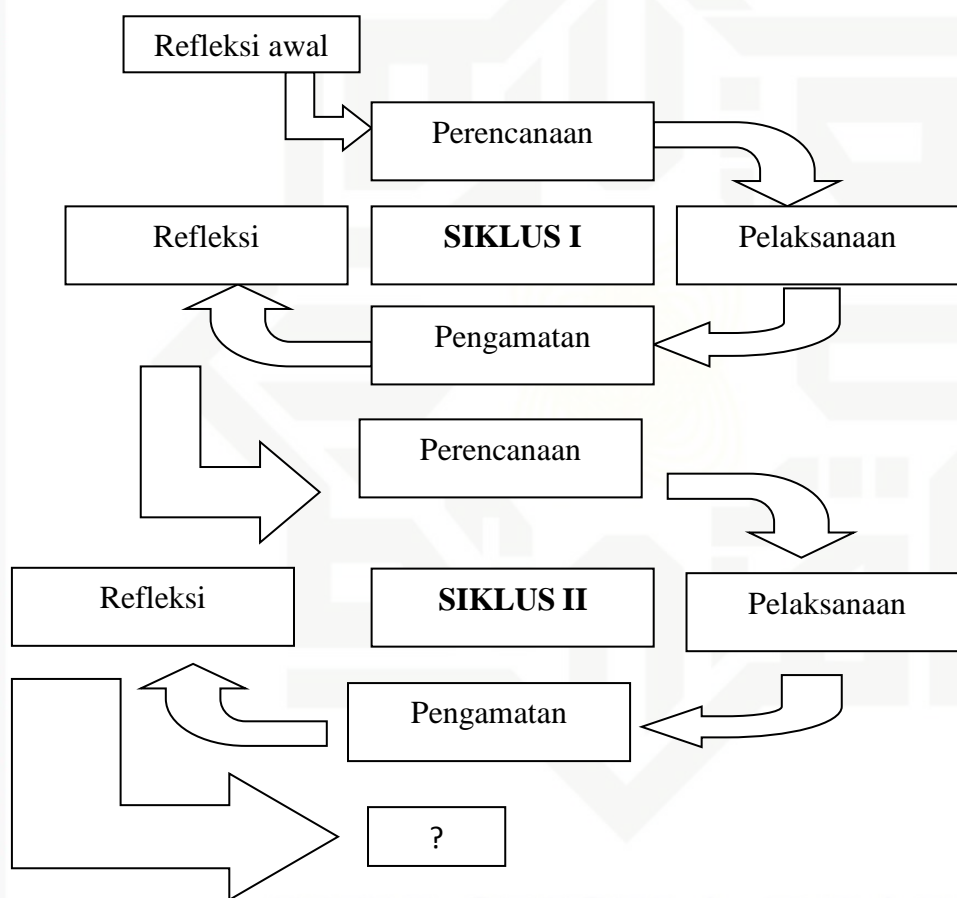 Refleksi awal
Perencanaan
Refleksi
SIKLUS I
Pelaksanaan
Pengamatan
Perencanaan
Refleksi
SIKLUS II
Pelaksanaan
Pengamatan
?